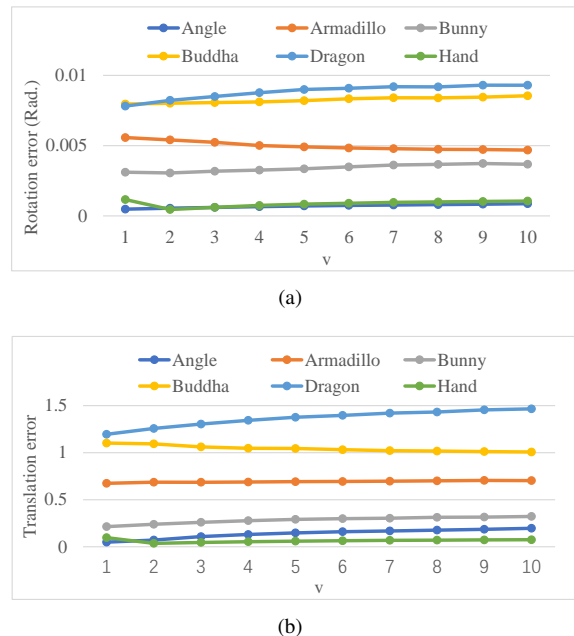 Angle Armadillo Bunny
Buddha Dragon Hand
0.01
0.005
0
Rotation error (Rad.)
1 2 3 4 5 6 7 8 9 10
v
(a)
Angle Armadillo Bunny
Buddha Dragon Hand
1.5
1
0.5
0
Translation error
1 2 3 4 5 6 7 8 9 10
v
(b)